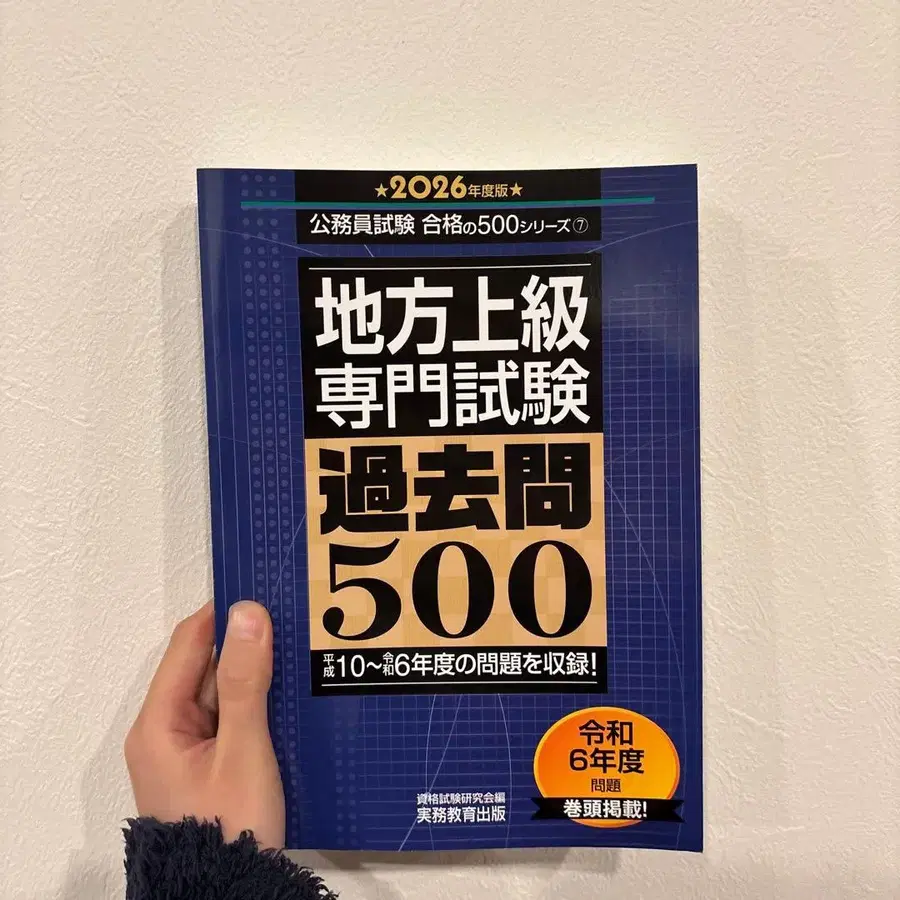 ★2026年度版★
公務員試験 合格の500シリーズ⑦
地方上級
専門試験
過去問
500
平成10〜令和6年度の問題を収録!
令和
6年度
問題
巻頭掲載!
資格試験研究会編
実務教育出版